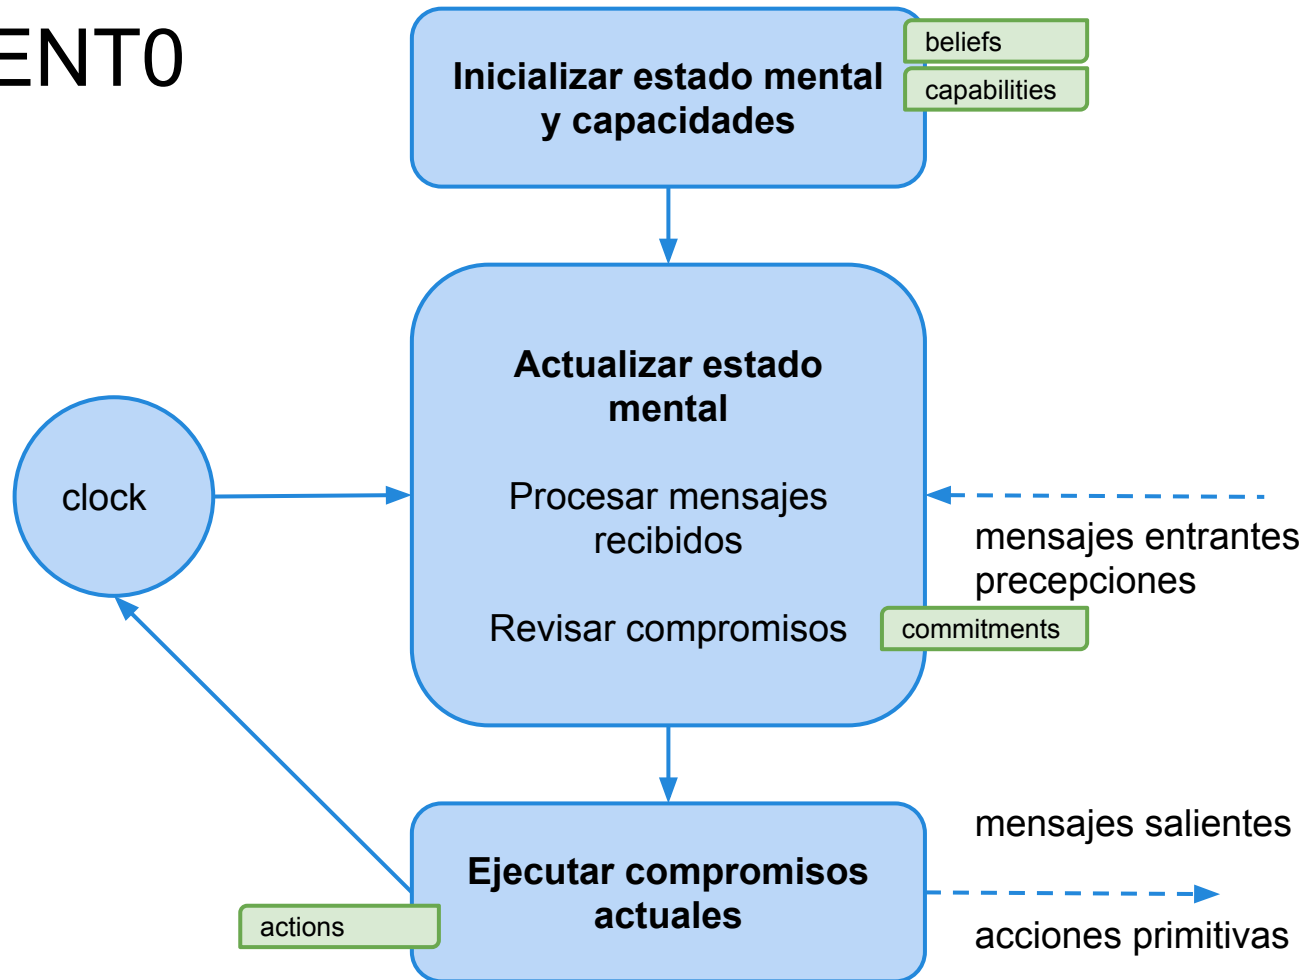 ENT0
Inicializar estado mental
y capacidades
beliefs
capabilities
Actualizar estado
mental
Procesar mensajes
recibidos
Revisar compromisos
commitments
clock
mensajes entrantes
precepciones
Ejecutar compromisos
actuales
actions
mensajes salientes
acciones primitivas